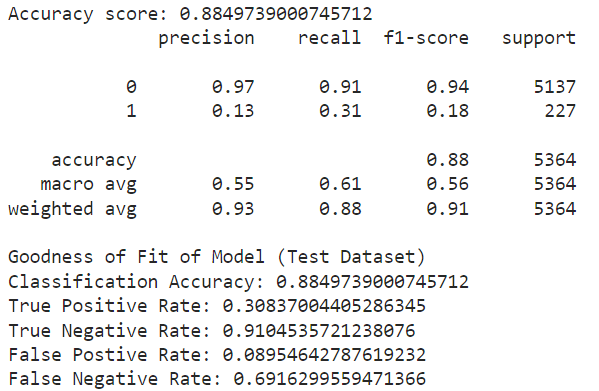 Accuracy score: 0.8849739000745712
precision recall f1-score support
0 0.97 0.91 0.94 5137
1 0.13 0.31 0.18 227
accuracy 0.88 5364
macro avg 0.55 0.61 0.56 5364
weighted avg 0.93 0.88 0.91 5364
Goodness of Fit of Model (Test Dataset)
Classification Accuracy: 0.8849739000745712
True Positive Rate: 0.30837004405286345
True Negative Rate: 0.9104535721238076
False Postive Rate: 0.08954642787619232
False Negative Rate: 0.6916299559471366